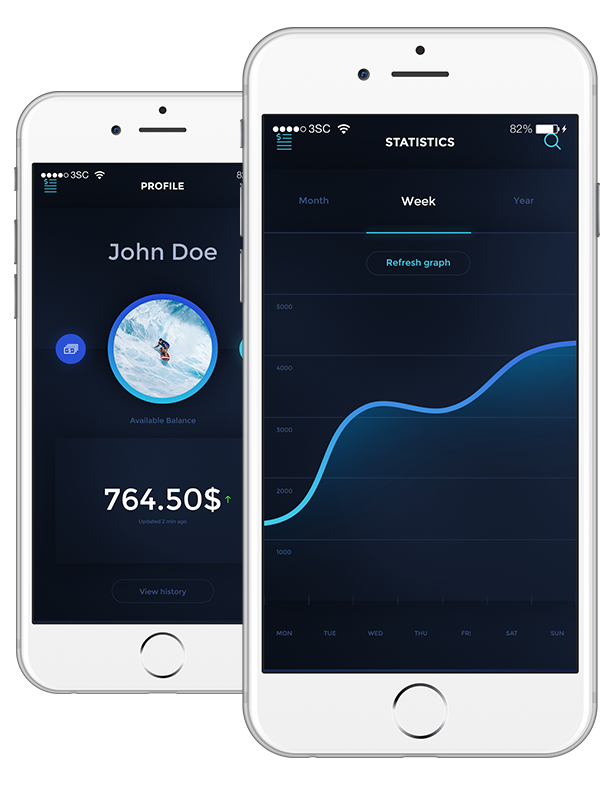 3SC
PROFILE
John Doe
Available Balance
764.50$
Updated 2 min ago
View history
3SC
82%
STATISTICS
Month
Week
Year
Refresh graph
5000
4000
3000
2000
1000
MON TUE WED THU FRI SAT SUN